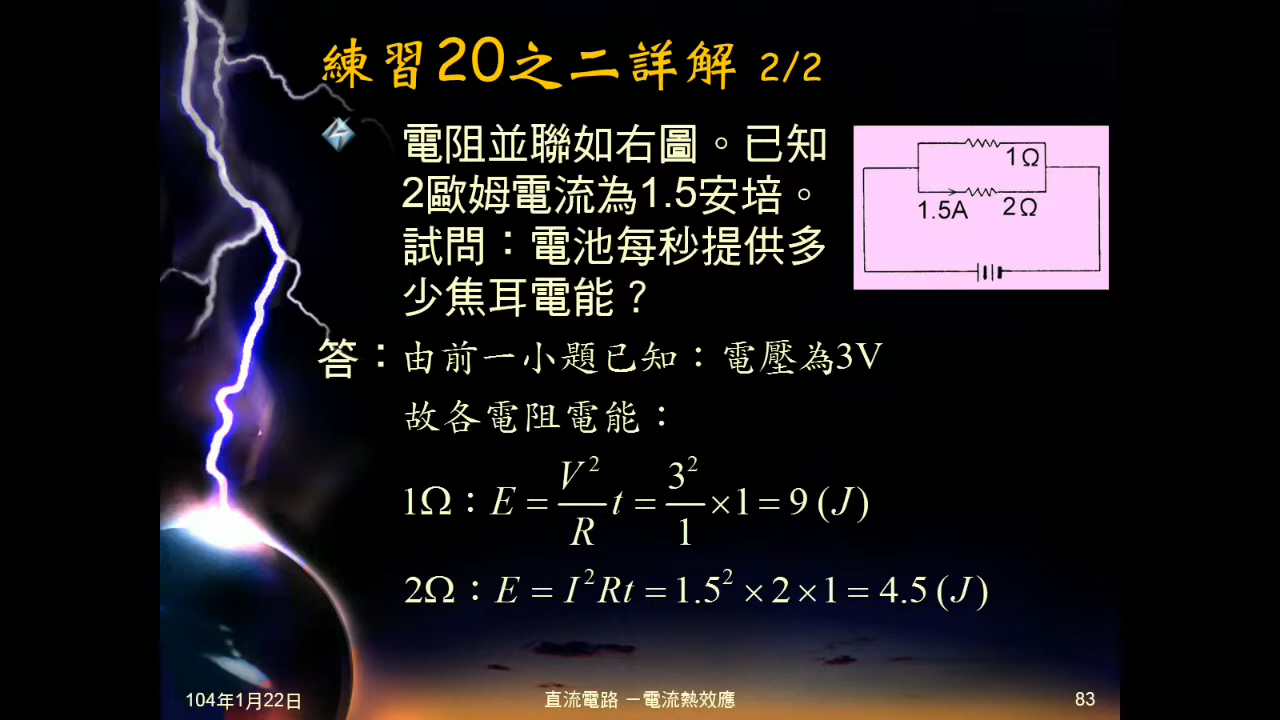 練習20之二詳解 2/2
電阻並聯如右圖。已知
2歐姆電流為1.5安培。
試問：電池每秒提供多
少焦耳電能？
1Ω
1.5A 2Ω
答：由前一小題已知：電壓為3V
故各電阻電能：
1Ω：E = V²/R t = 3²/1 ×1 = 9 (J)
2Ω：E = I²Rt = 1.5² × 2 × 1 = 4.5 (J)
104年1月22日 直流電路 －電流熱效應 83